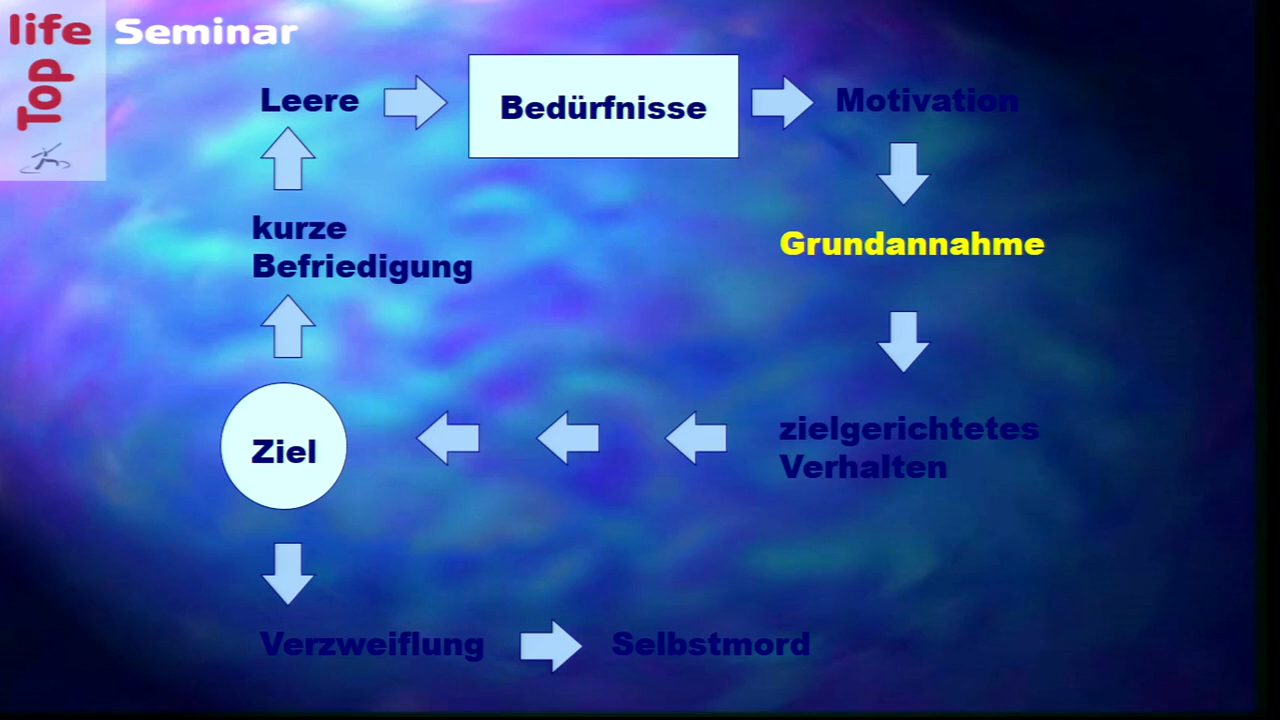 life Seminar
Top
Leere
Bedürfnisse
Motivation
kurze
Befriedigung
Grundannahme
Ziel
zielgerichtetes
Verhalten
Verzweiflung
Selbstmord